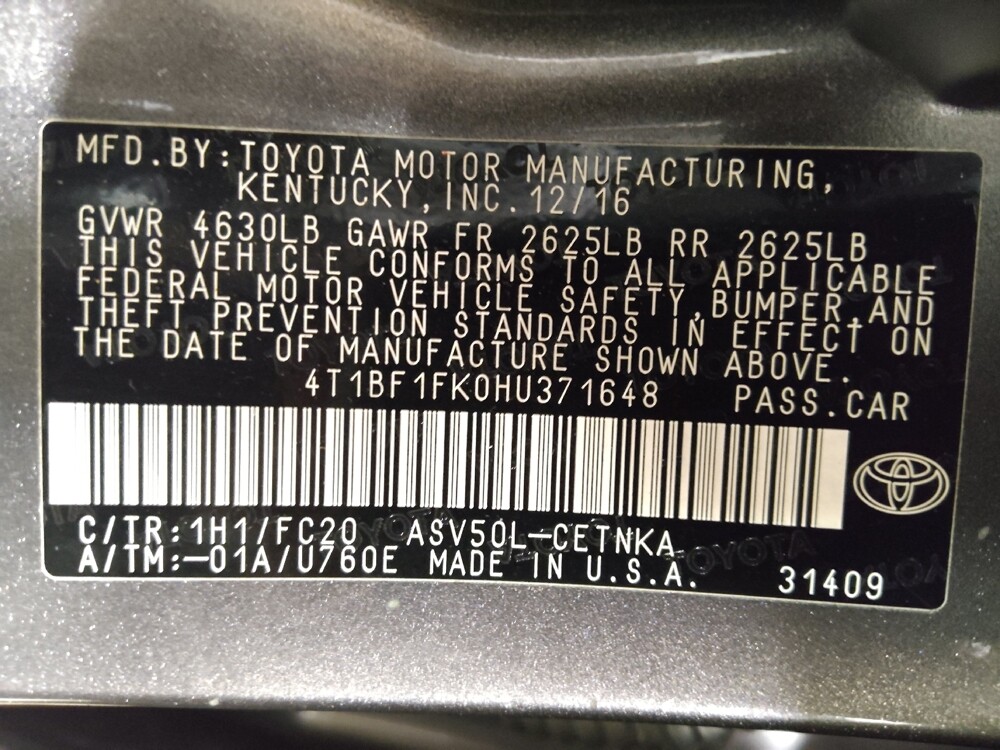 MFD.BY:TOYOTA MOTOR MANUFACTURING,
KENTUCKY,INC.12/16
GVWR 4630LB GAWR FR 2625LB RR 2625LB
THIS VEHICLE CONFORMS TO ALL APPLICABLE
FEDERAL MOTOR VEHICLE SAFETY,BUMPER,AND
THEFT PREVENTION STANDARDS IN EFFECT ON
THE DATE OF MANUFACTURE SHOWN ABOVE.
4T1BF1FK0HU371648 PASS.CAR
C/TR:1H1/FC20 ASV50L-CETNKA
A/TM:-01A/U760E MADE IN U.S.A. 31409